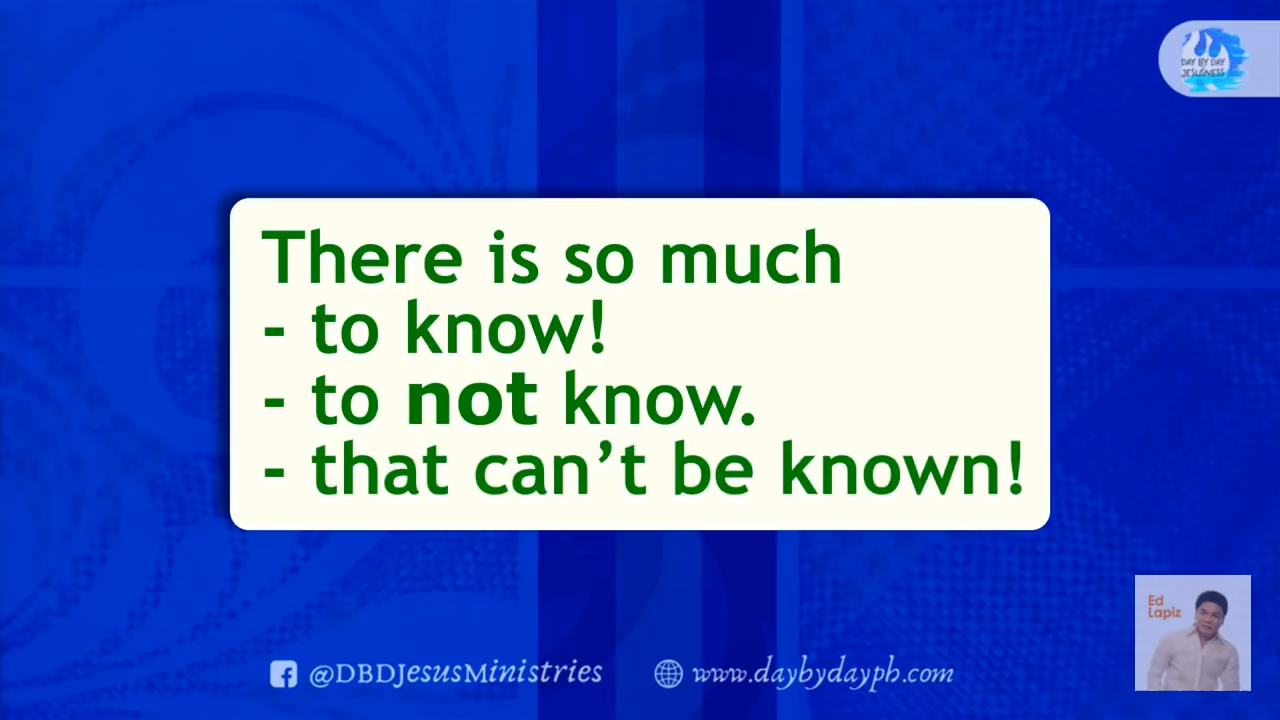 DAY BY DAY
JESUSNESS
There is so much
- to know!
- to not know.
- that can’t be known!
Ed
Lapiz
@DBDJesusMinistries
www.daybydayph.com